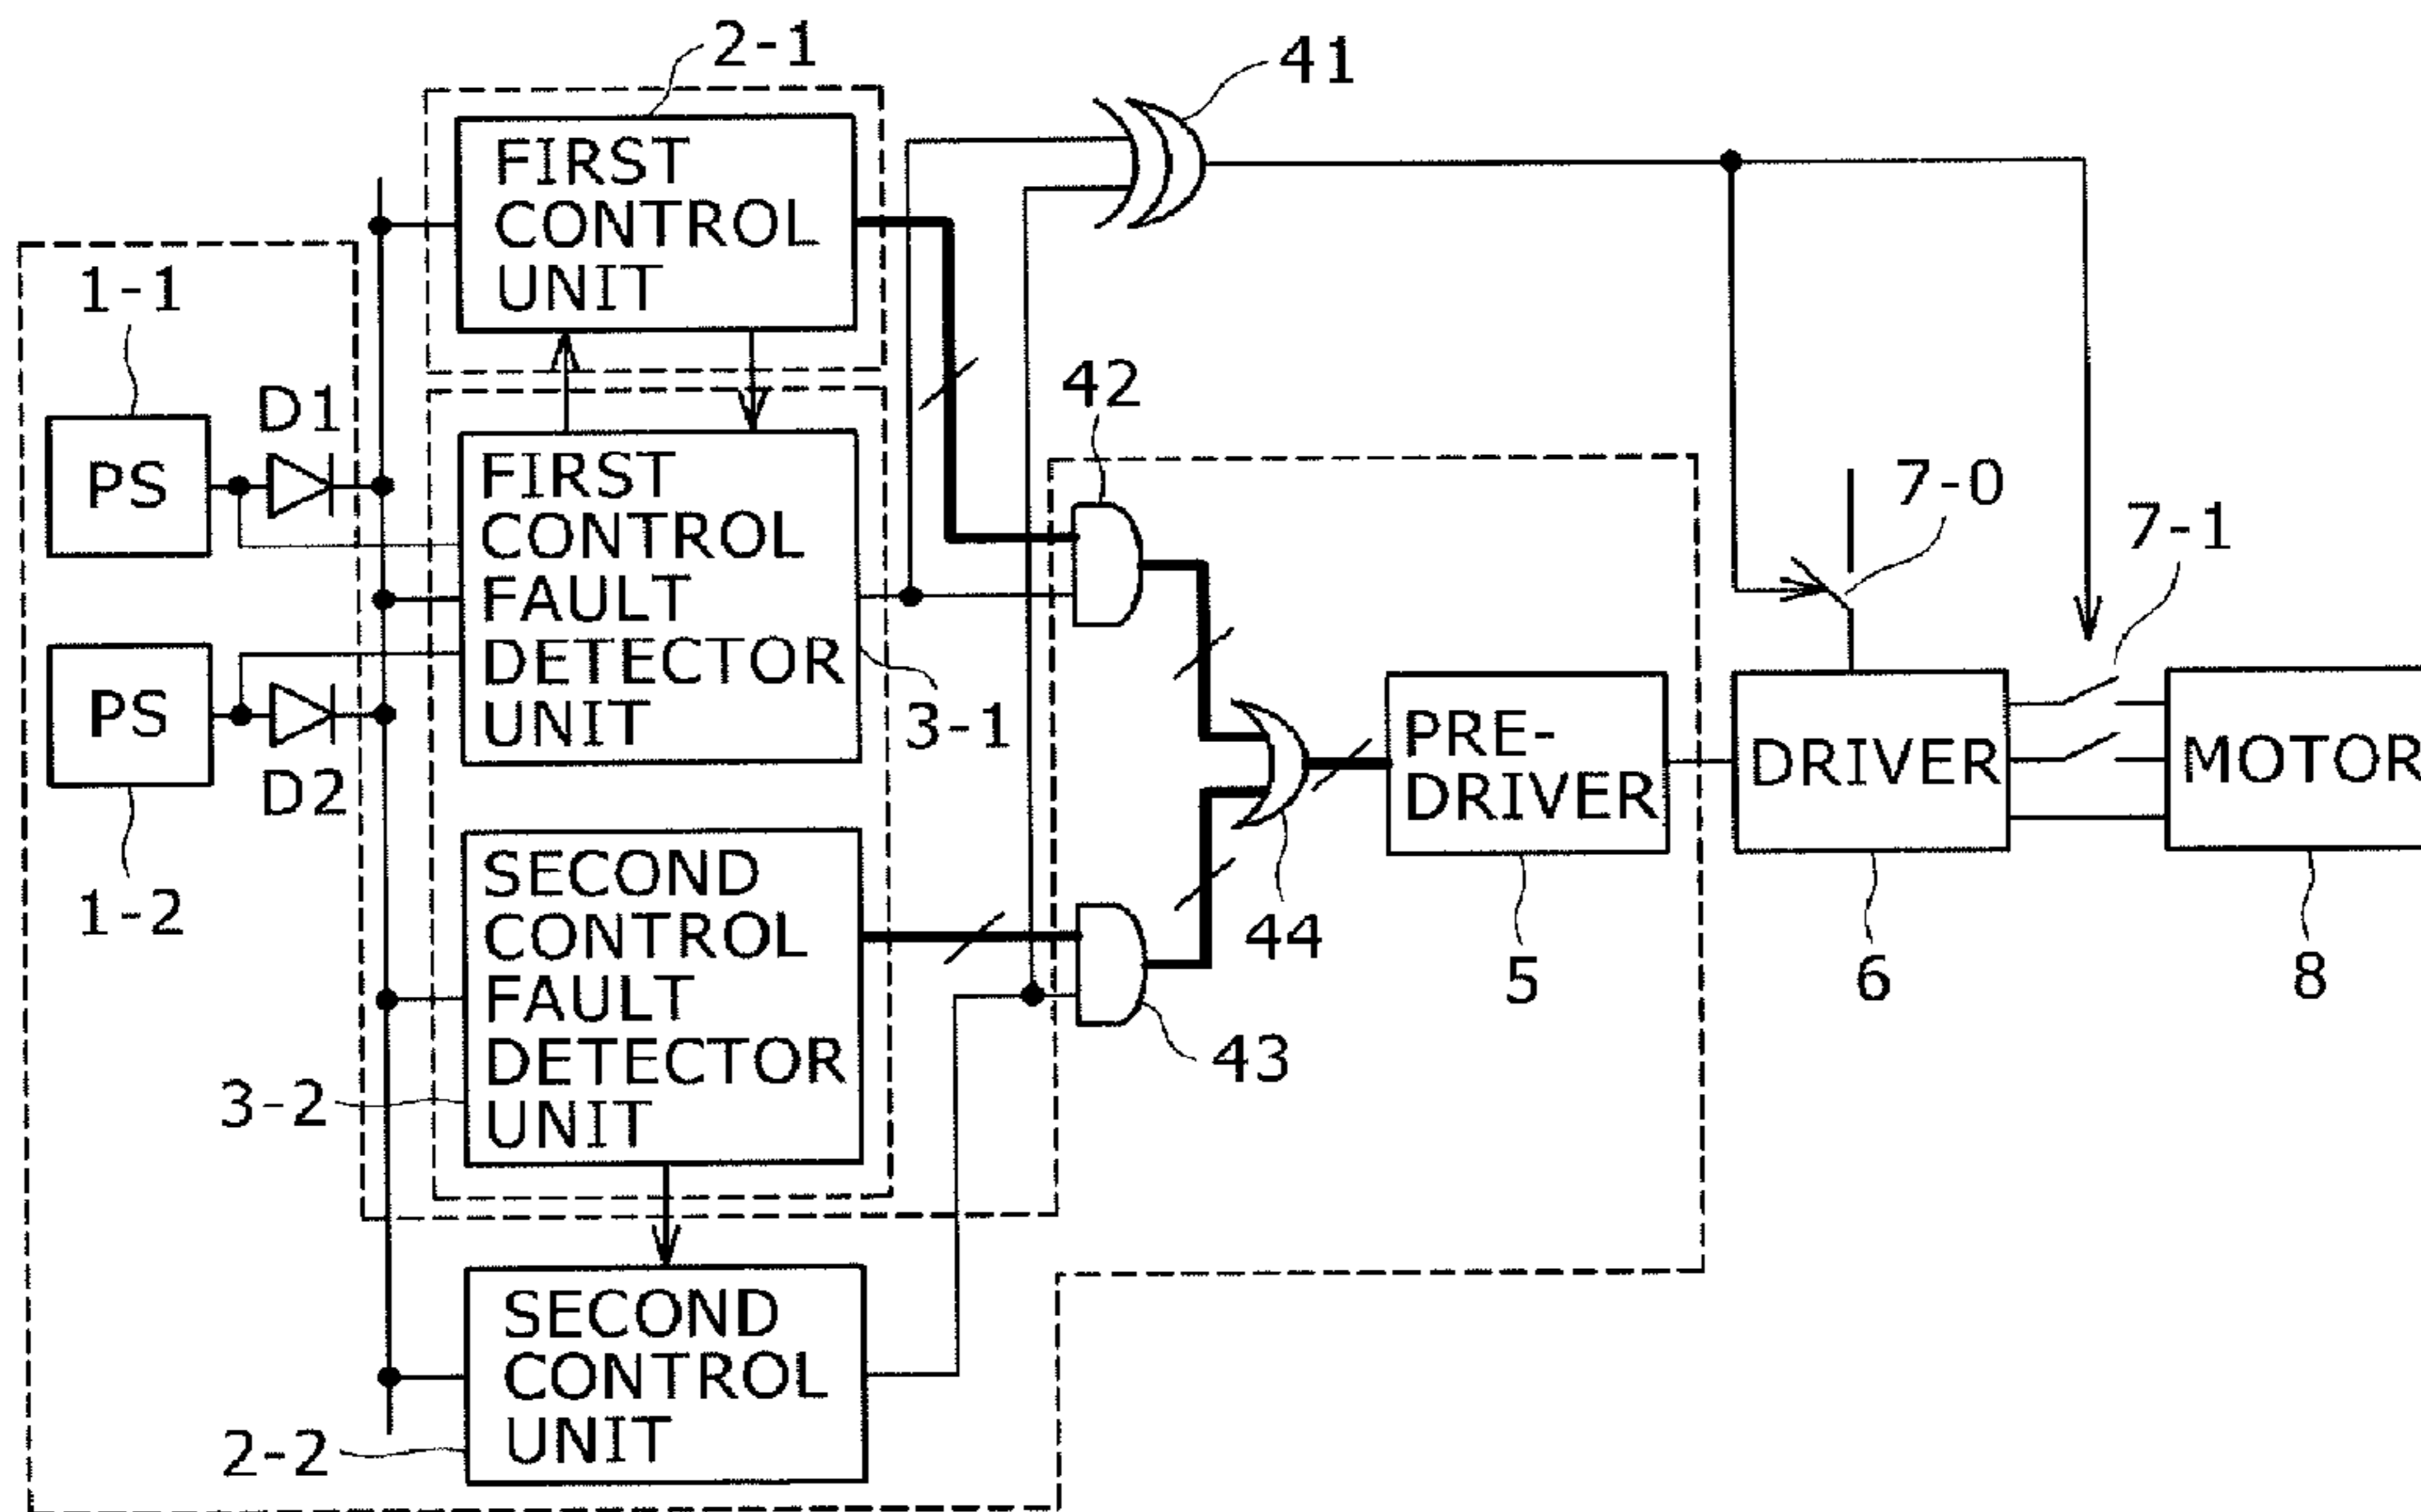 2-1
41
FIRST
CONTROL
UNIT
1-1
D1
PS
42
7-0
7-1
FIRST
CONTROL
FAULT
DETECTOR
UNIT
3-1
PS
D2
1-2
PRE-
DRIVER
DRIVER
MOTOR
44
5
6
8
SECOND
CONTROL
FAULT
DETECTOR
UNIT
3-2
43
SECOND
CONTROL
UNIT
2-2